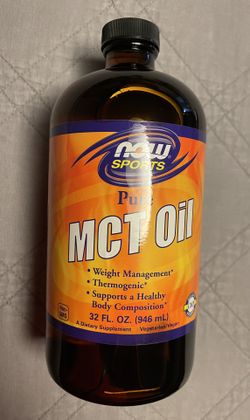 NOW
SPORTS
Pure
MCT Oil
• Weight Management*
• Thermogenic*
• Supports a Healthy
Body Composition*
32 FL. OZ. (946 mL)
A Dietary Supplement Vegetarian/Vegan